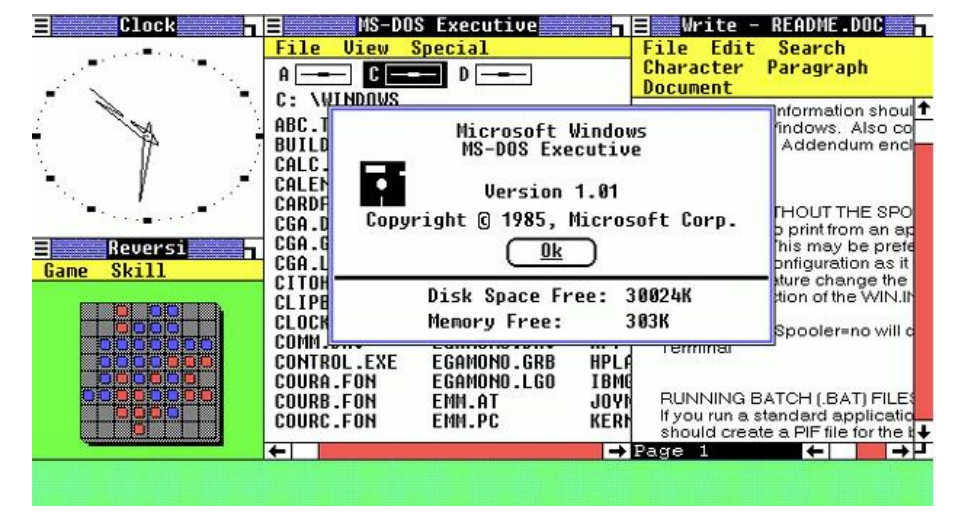 Clock
MS-DOS Executive
File View Special
A C D
C: \WINDOWS
ABC.T
BUILD
CALC.
CALEN
CARDF
CGA.D
CGA.G
CGA.L
CITOH
CLIPB
CLOCK
CONTROL.EXE EGAMONO.GRB HPLA
COURA.FON EGAMONO.LGO IBMG
COURB.FON EMM.AT JOYM
COURC.FON EMM.PC KERN
Microsoft Windows
MS-DOS Executive
Version 1.01
Copyright © 1985, Microsoft Corp.
Ok
Disk Space Free: 30024K
Memory Free: 303K
Write - README.DOC
File Edit Search
Character Paragraph
Document
nformation shoul
Windows. Also co
Addendum encl
THOUT THE SPO
print from an ap
his may be prefe
onfiguration as it
ature change the
tion of the WIN.IN
Spooler=no will c
Terminal
RUNNING BATCH (.BAT) FILES
If you run a standard applicatio
should create a PIF file for the b
Page 1
Reversi
Game Skill